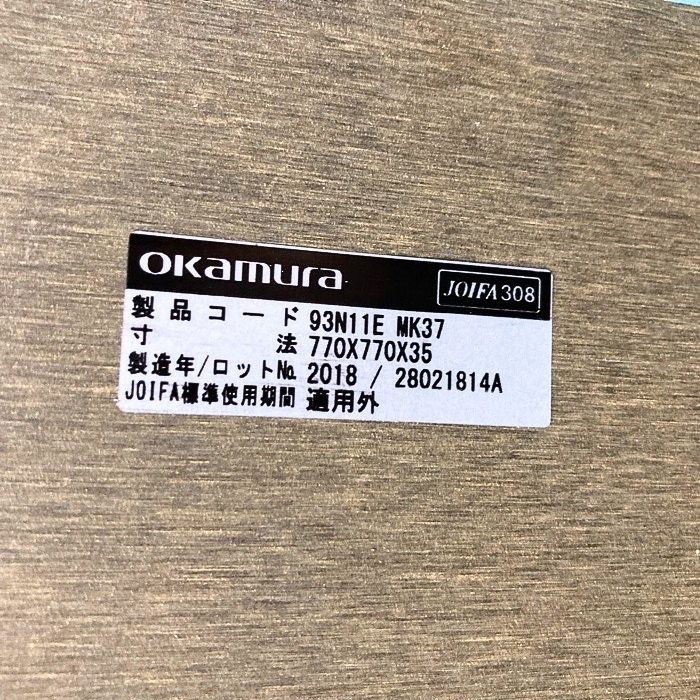 okamura
JOIFA308
製品コード 93N11E MK37
寸法 770X770X35
製造年/ロット№ 2018 / 28021814A
JOIFA標準使用期間 適用外